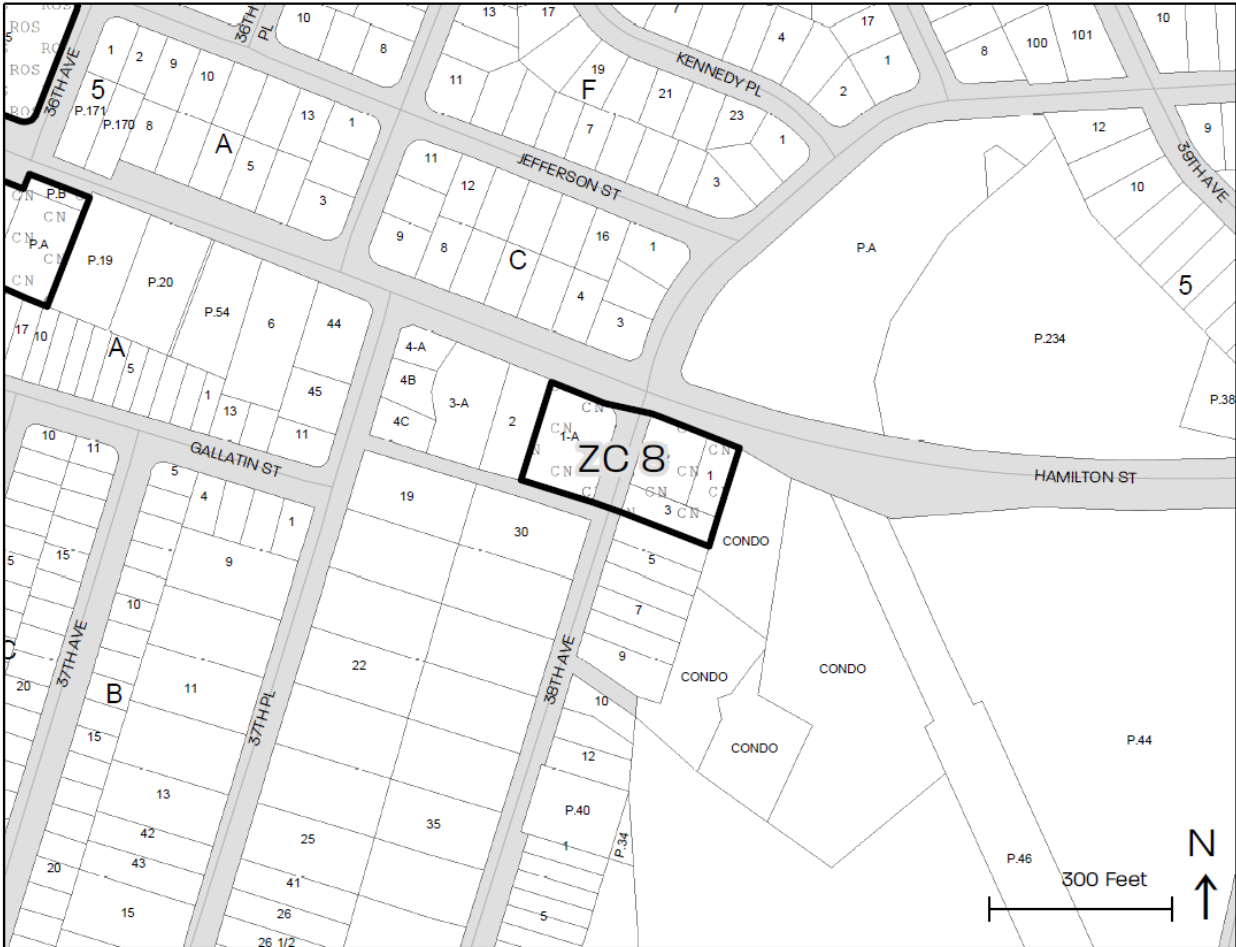 ROS
ROS
ROS
5
36TH AVE
36TH
PL
10
8
13
17
11
19
F
7
21
23
1
3
7
4
17
1
2
KENNEDY PL
8
100
101
10
12
9
10
39TH AVE
5
1
2
9
10
13
1
5
P.171
P.170
8
A
5
3
JEFFERSON ST
11
12
16
1
9
8
C
4
3
P.A
P.234
P.38
CN
P.B
CN
CN
P.A
CN
CN
P.19
P.20
P.54
6
44
45
17
10
A
5
1
13
11
4-A
4B
4C
3-A
2
CN
CN
1-A
CN
ZC 8
CN
CN
1
CN
3
CN
HAMILTON ST
GALLATIN ST
10
11
5
4
1
9
15
5
10
C
20
37TH AVE
B
11
15
37TH PL
13
42
43
20
15
19
30
22
38TH AVE
25
35
41
26
26 1/2
5
7
9
10
12
P.40
1
P.34
5
CONDO
CONDO
CONDO
CONDO
P.44
P.46
300 Feet
N